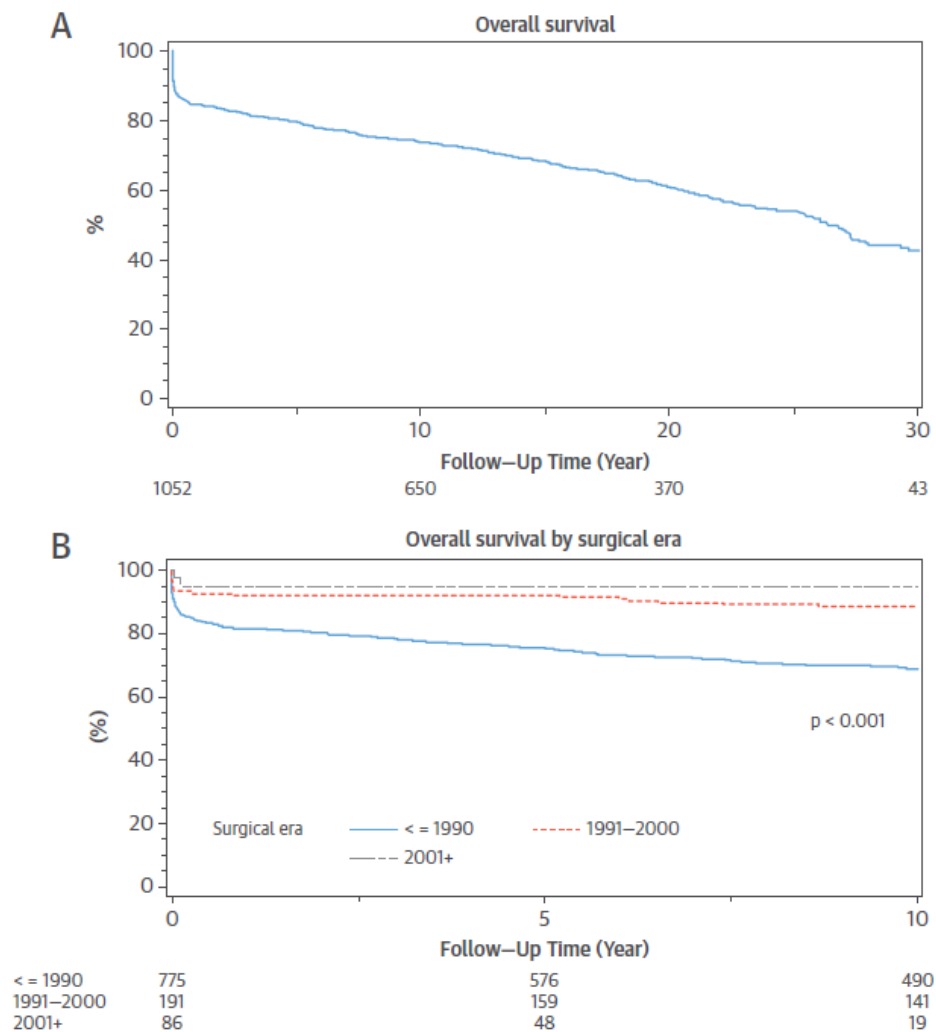 A
Overall survival
100
80
60
40
20
0
%
0 10 20 30
Follow–Up Time (Year)
1052 650 370 43
B
Overall survival by surgical era
100
80
60
40
20
0
(%)
p < 0.001
Surgical era < = 1990 1991–2000
2001+
0 5 10
Follow–Up Time (Year)
< = 1990 775 576 490
1991–2000 191 159 141
2001+ 86 48 19